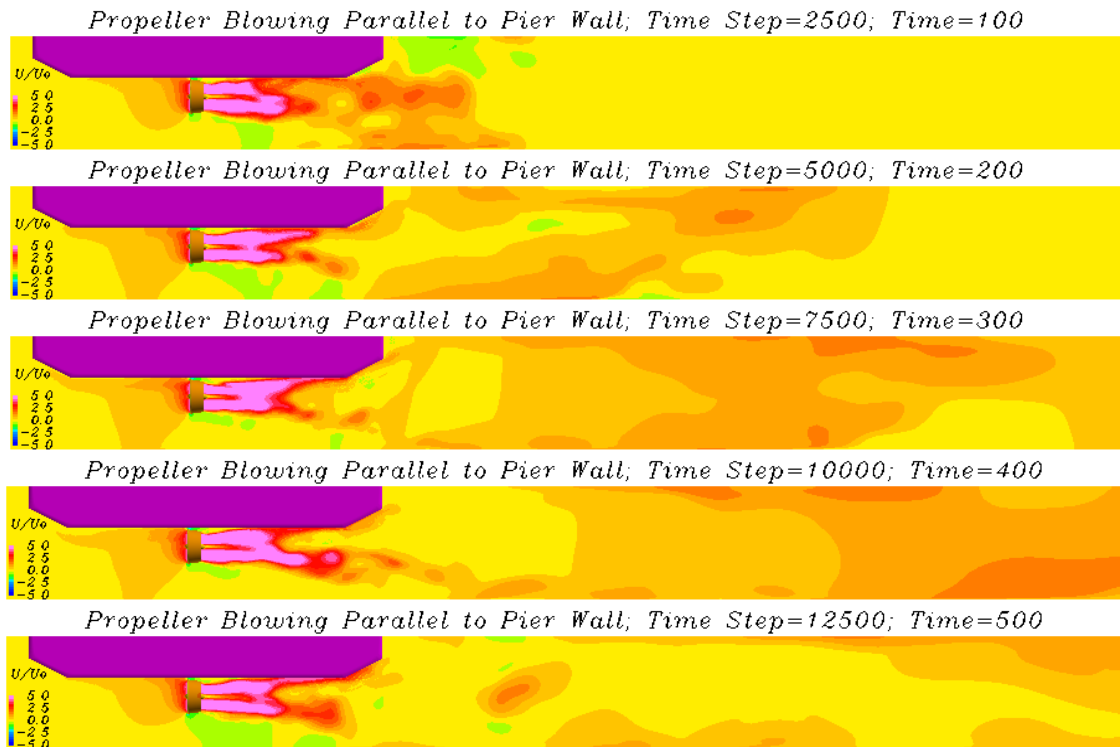 Propeller Blowing Parallel to Pier Wall; Time Step=2500; Time=100
U/Uo
5 0
2 5
0.0
-2 5
-5 0
Propeller Blowing Parallel to Pier Wall; Time Step=5000; Time=200
U/Uo
5 0
2 5
0.0
-2 5
-5 0
Propeller Blowing Parallel to Pier Wall; Time Step=7500; Time=300
U/Uo
5 0
2 5
0.0
-2 5
-5 0
Propeller Blowing Parallel to Pier Wall; Time Step=10000; Time=400
U/Uo
5 0
2 5
0.0
-2 5
-5 0
Propeller Blowing Parallel to Pier Wall; Time Step=12500; Time=500
U/Uo
5 0
2 5
0.0
-2 5
-5 0